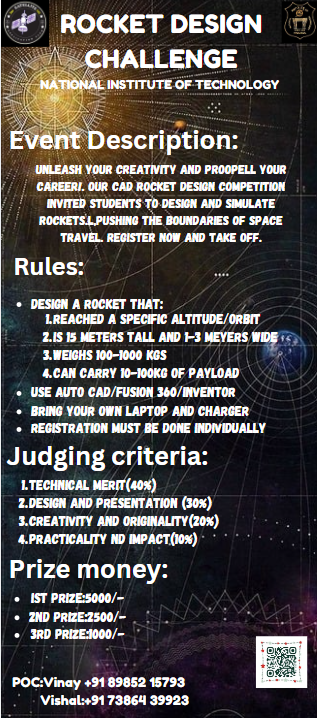 ROCKET DESIGN
CHALLENGE
NATIONAL INSTITUTE OF TECHNOLOGY
Event Description:
UNLEASH YOUR CREATIVITY AND PROOPELL YOUR
CAREER!. OUR CAD ROCKET DESIGN COMPETITION
INVITED STUDENTS TO DESIGN AND SIMULATE
ROCKETS.L,PUSHING THE BOUNDARIES OF SPACE
TRAVEL. REGISTER NOW AND TAKE OFF.
Rules:
• DESIGN A ROCKET THAT:
1.REACHED A SPECIFIC ALTITUDE/ORBIT
2.IS 15 METERS TALL AND 1-3 MEYERS WIDE
3.WEIGHS 100-1000 KGS
4.CAN CARRY 10-100KG OF PAYLOAD
• USE AUTO CAD/FUSION 360/INVENTOR
• BRING YOUR OWN LAPTOP AND CHARGER
• REGISTRATION MUST BE DONE INDIVIDUALLY
Judging criteria:
1.TECHNICAL MERIT(40%)
2.DESIGN AND PRESENTATION (30%)
3.CREATIVITY AND ORIGINALITY(20%)
4.PRACTICALITY ND IMPACT(10%)
Prize money:
• 1ST PRIZE:5000/-
• 2ND PRIZE:2500/-
• 3RD PRIZE:1000/-
POC:Vinay +91 89852 15793
Vishal:+91 73864 39923